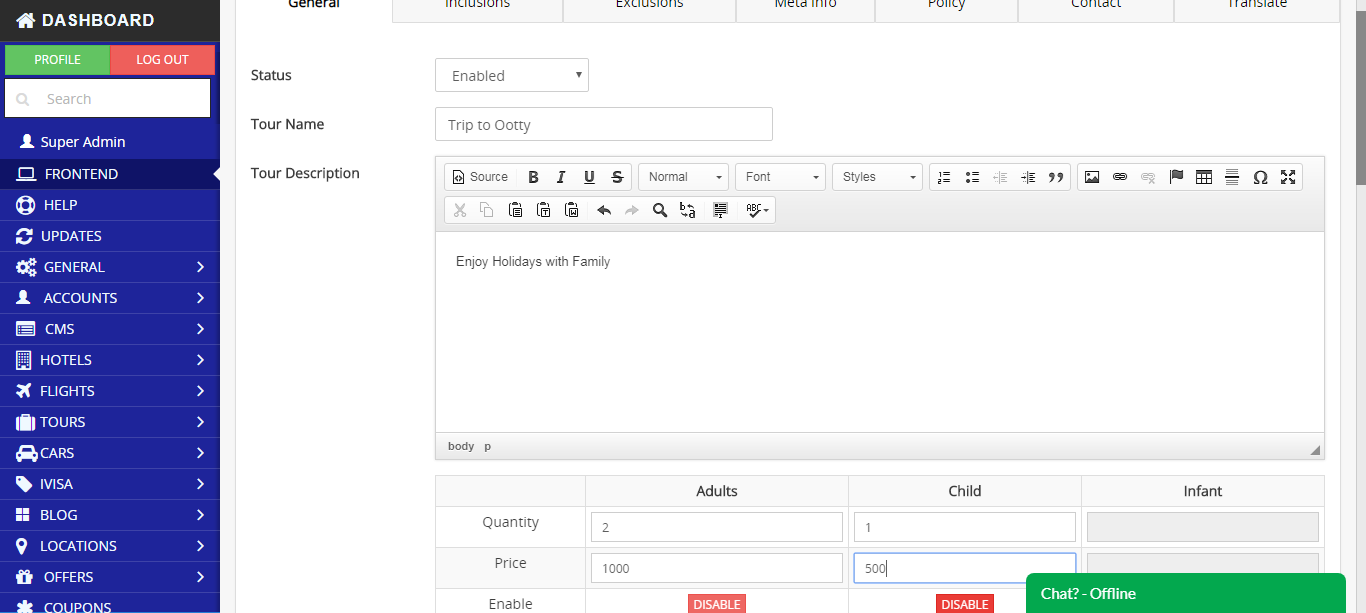 DASHBOARD
PROFILE
LOG OUT
Search
Super Admin
FRONTEND
HELP
UPDATES
GENERAL
ACCOUNTS
CMS
HOTELS
FLIGHTS
TOURS
CARS
IVISA
BLOG
LOCATIONS
OFFERS
COUPONS
General
Inclusions
Exclusions
Meta Info
Policy
Contact
Translate
Status
Enabled
Tour Name
Trip to Ootty
Tour Description
Source B I U S Normal Font Styles Ω
ABC
Enjoy Holidays with Family
body p
Adults Child Infant
Quantity 2 1
Price 1000 500
Enable DISABLE DISABLE
Chat? - Offline